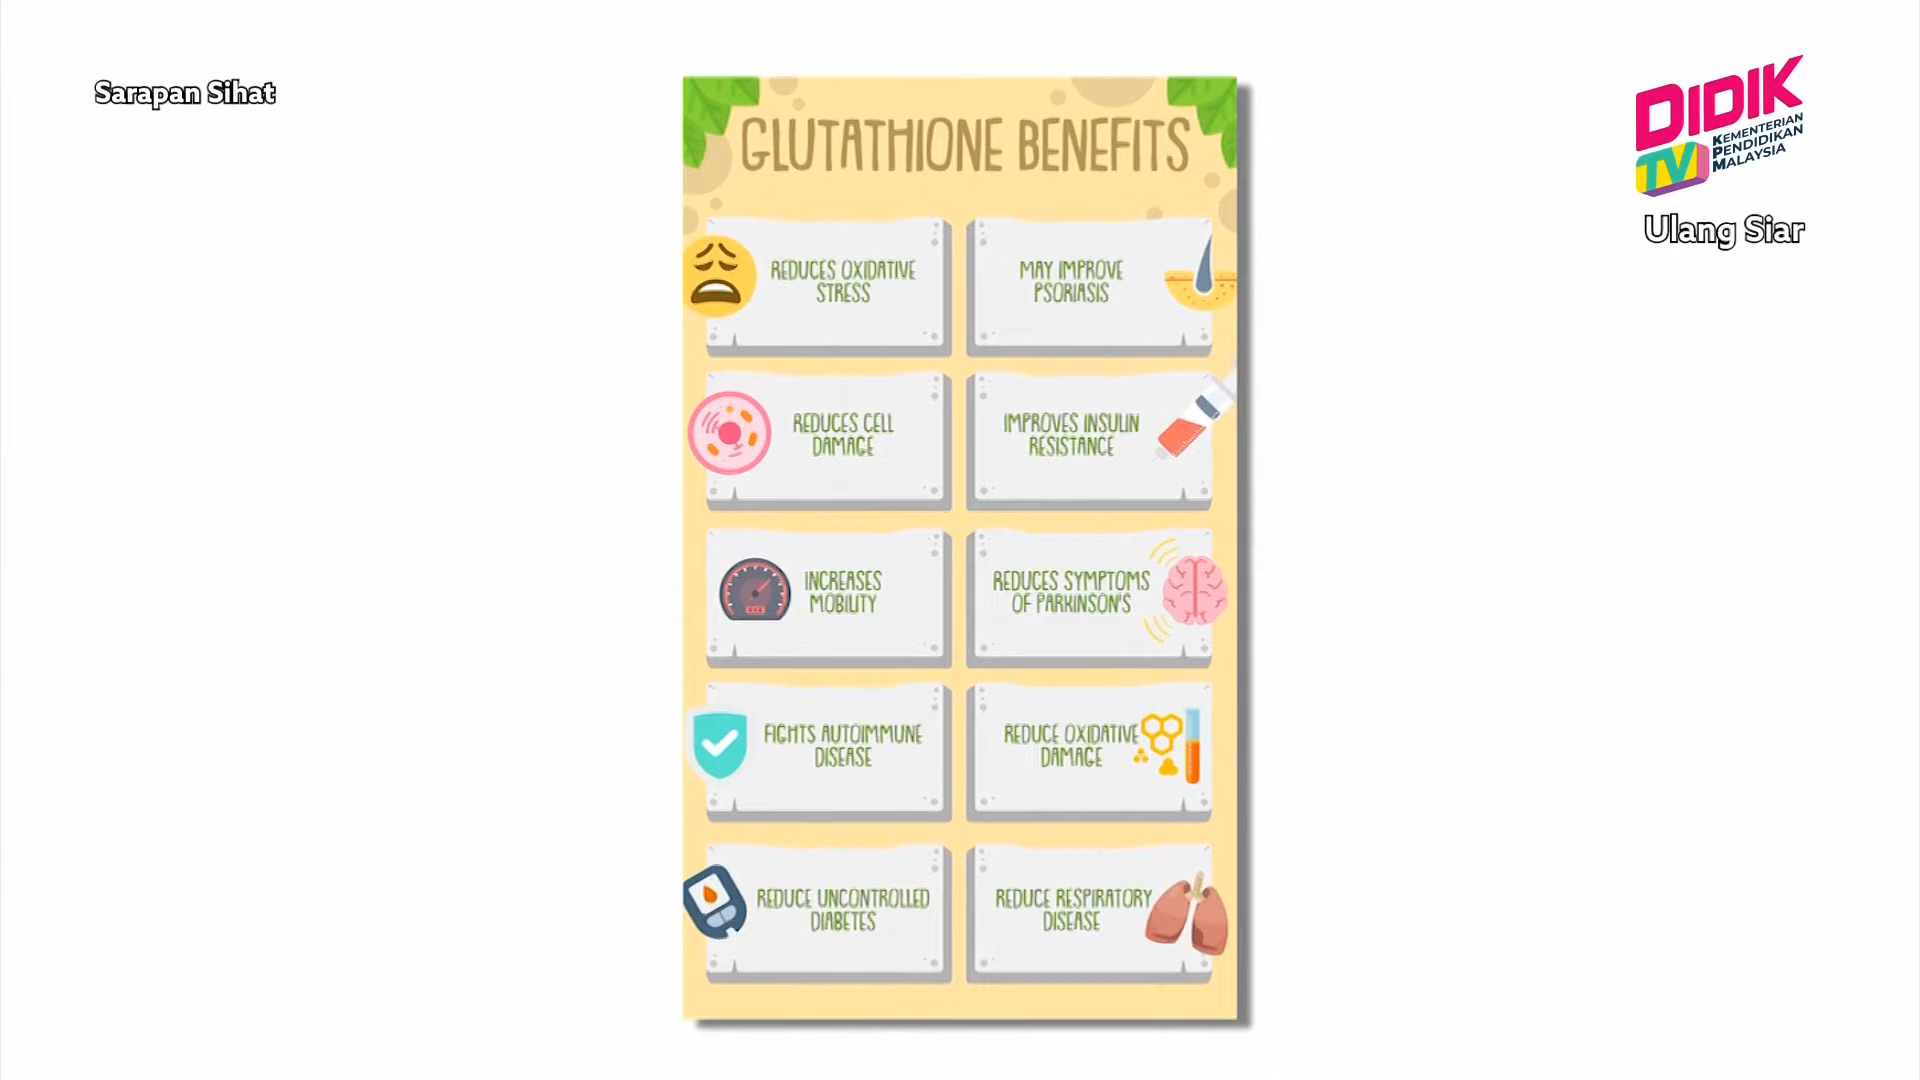 Sarapan Sihat
DIDIK
TV
KEMENTERIAN
PENDIDIKAN
MALAYSIA
Ulang Siar
GLUTATHIONE BENEFITS
REDUCES OXIDATIVE
STRESS
MAY IMPROVE
PSORIASIS
REDUCES CELL
DAMAGE
IMPROVES INSULIN
RESISTANCE
INCREASES
MOBILITY
REDUCES SYMPTOMS
OF PARKINSON'S
FIGHTS AUTOIMMUNE
DISEASE
REDUCE OXIDATIVE
DAMAGE
REDUCE UNCONTROLLED
DIABETES
REDUCE RESPIRATORY
DISEASE